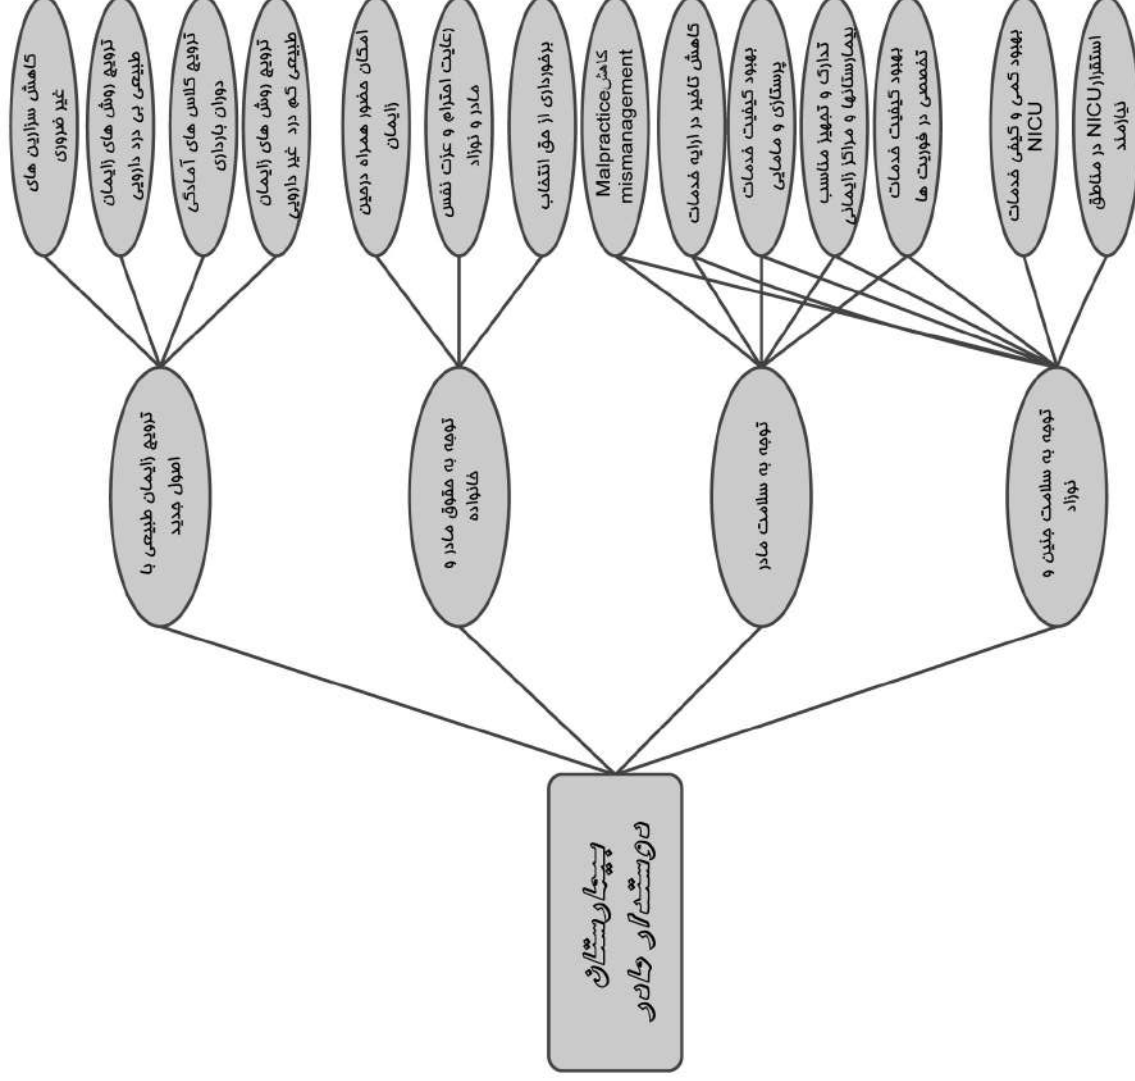 بیمارستان
دوستدار مادر
ترویج زایمان طبیعی با
اصول جدید
توجه به حقوق مادر و
خانواده
توجه به سلامت مادر
توجه به سلامت جنین و
نوزاد
کاهش سزارین های
غیر ضروری
ترویج روش های زایمان
طبیعی بی درد دارویی
ترویج کلاس های آمادگی
دوران بارداری
ترویج روش های زایمان
طبیعی کم درد غیر دارویی
امکان حضور همراه درحین
زایمان
رعایت احترام و عزت نفس
مادر و نوزاد
برخورداری از حق انتخاب
کاهش Malpractice
mismanagement
کاهش تاخیر در ارایه خدمات
بهبود کیفیت خدمات
پرستاری و مامایی
تدارک و تجهیز مناسب
بیمارستانها و مراکز زایمانی
بهبود کیفیت خدمات
تخصصی در فوریت ها
بهبود کمی و کیفی خدمات
NICU
استقرار NICU در مناطق
نیازمند